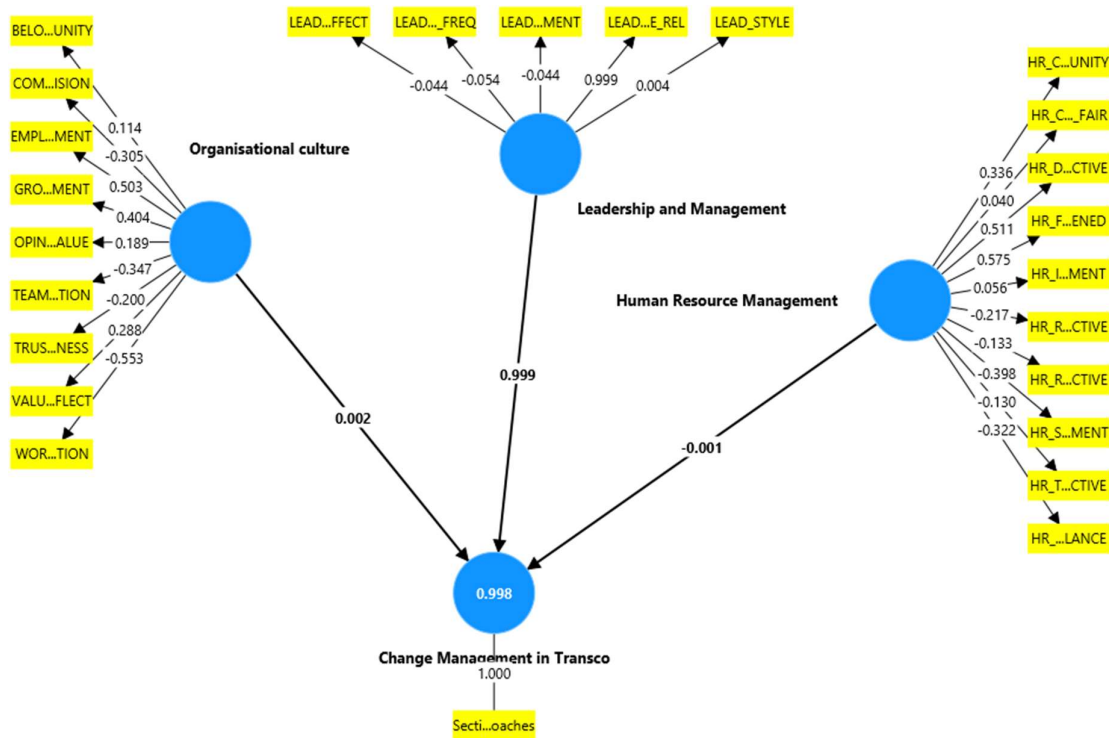 BELO...UNITY
COM...ISION
EMPL...MENT
GRO...MENT
OPIN...ALUE
TEAM...TION
TRUS...NESS
VALU...FLECT
WOR...TION
0.114
-0.305
0.503
0.404
0.189
-0.347
-0.200
0.288
-0.553
Organisational culture
LEAD...FFECT
LEAD..._FREQ
LEAD...MENT
LEAD...E_REL
LEAD_STYLE
-0.044
-0.054
-0.044
0.999
0.004
Leadership and Management
HR_C...UNITY
HR_C..._FAIR
HR_D...CTIVE
HR_F...ENED
HR_I...MENT
HR_R...CTIVE
HR_R...CTIVE
HR_S...MENT
HR_T...CTIVE
HR_...LANCE
0.336
0.040
0.511
0.575
0.056
-0.217
-0.133
-0.398
-0.130
-0.322
Human Resource Management
0.002
0.999
-0.001
0.998
Change Management in Transco
1.000
Secti...oaches